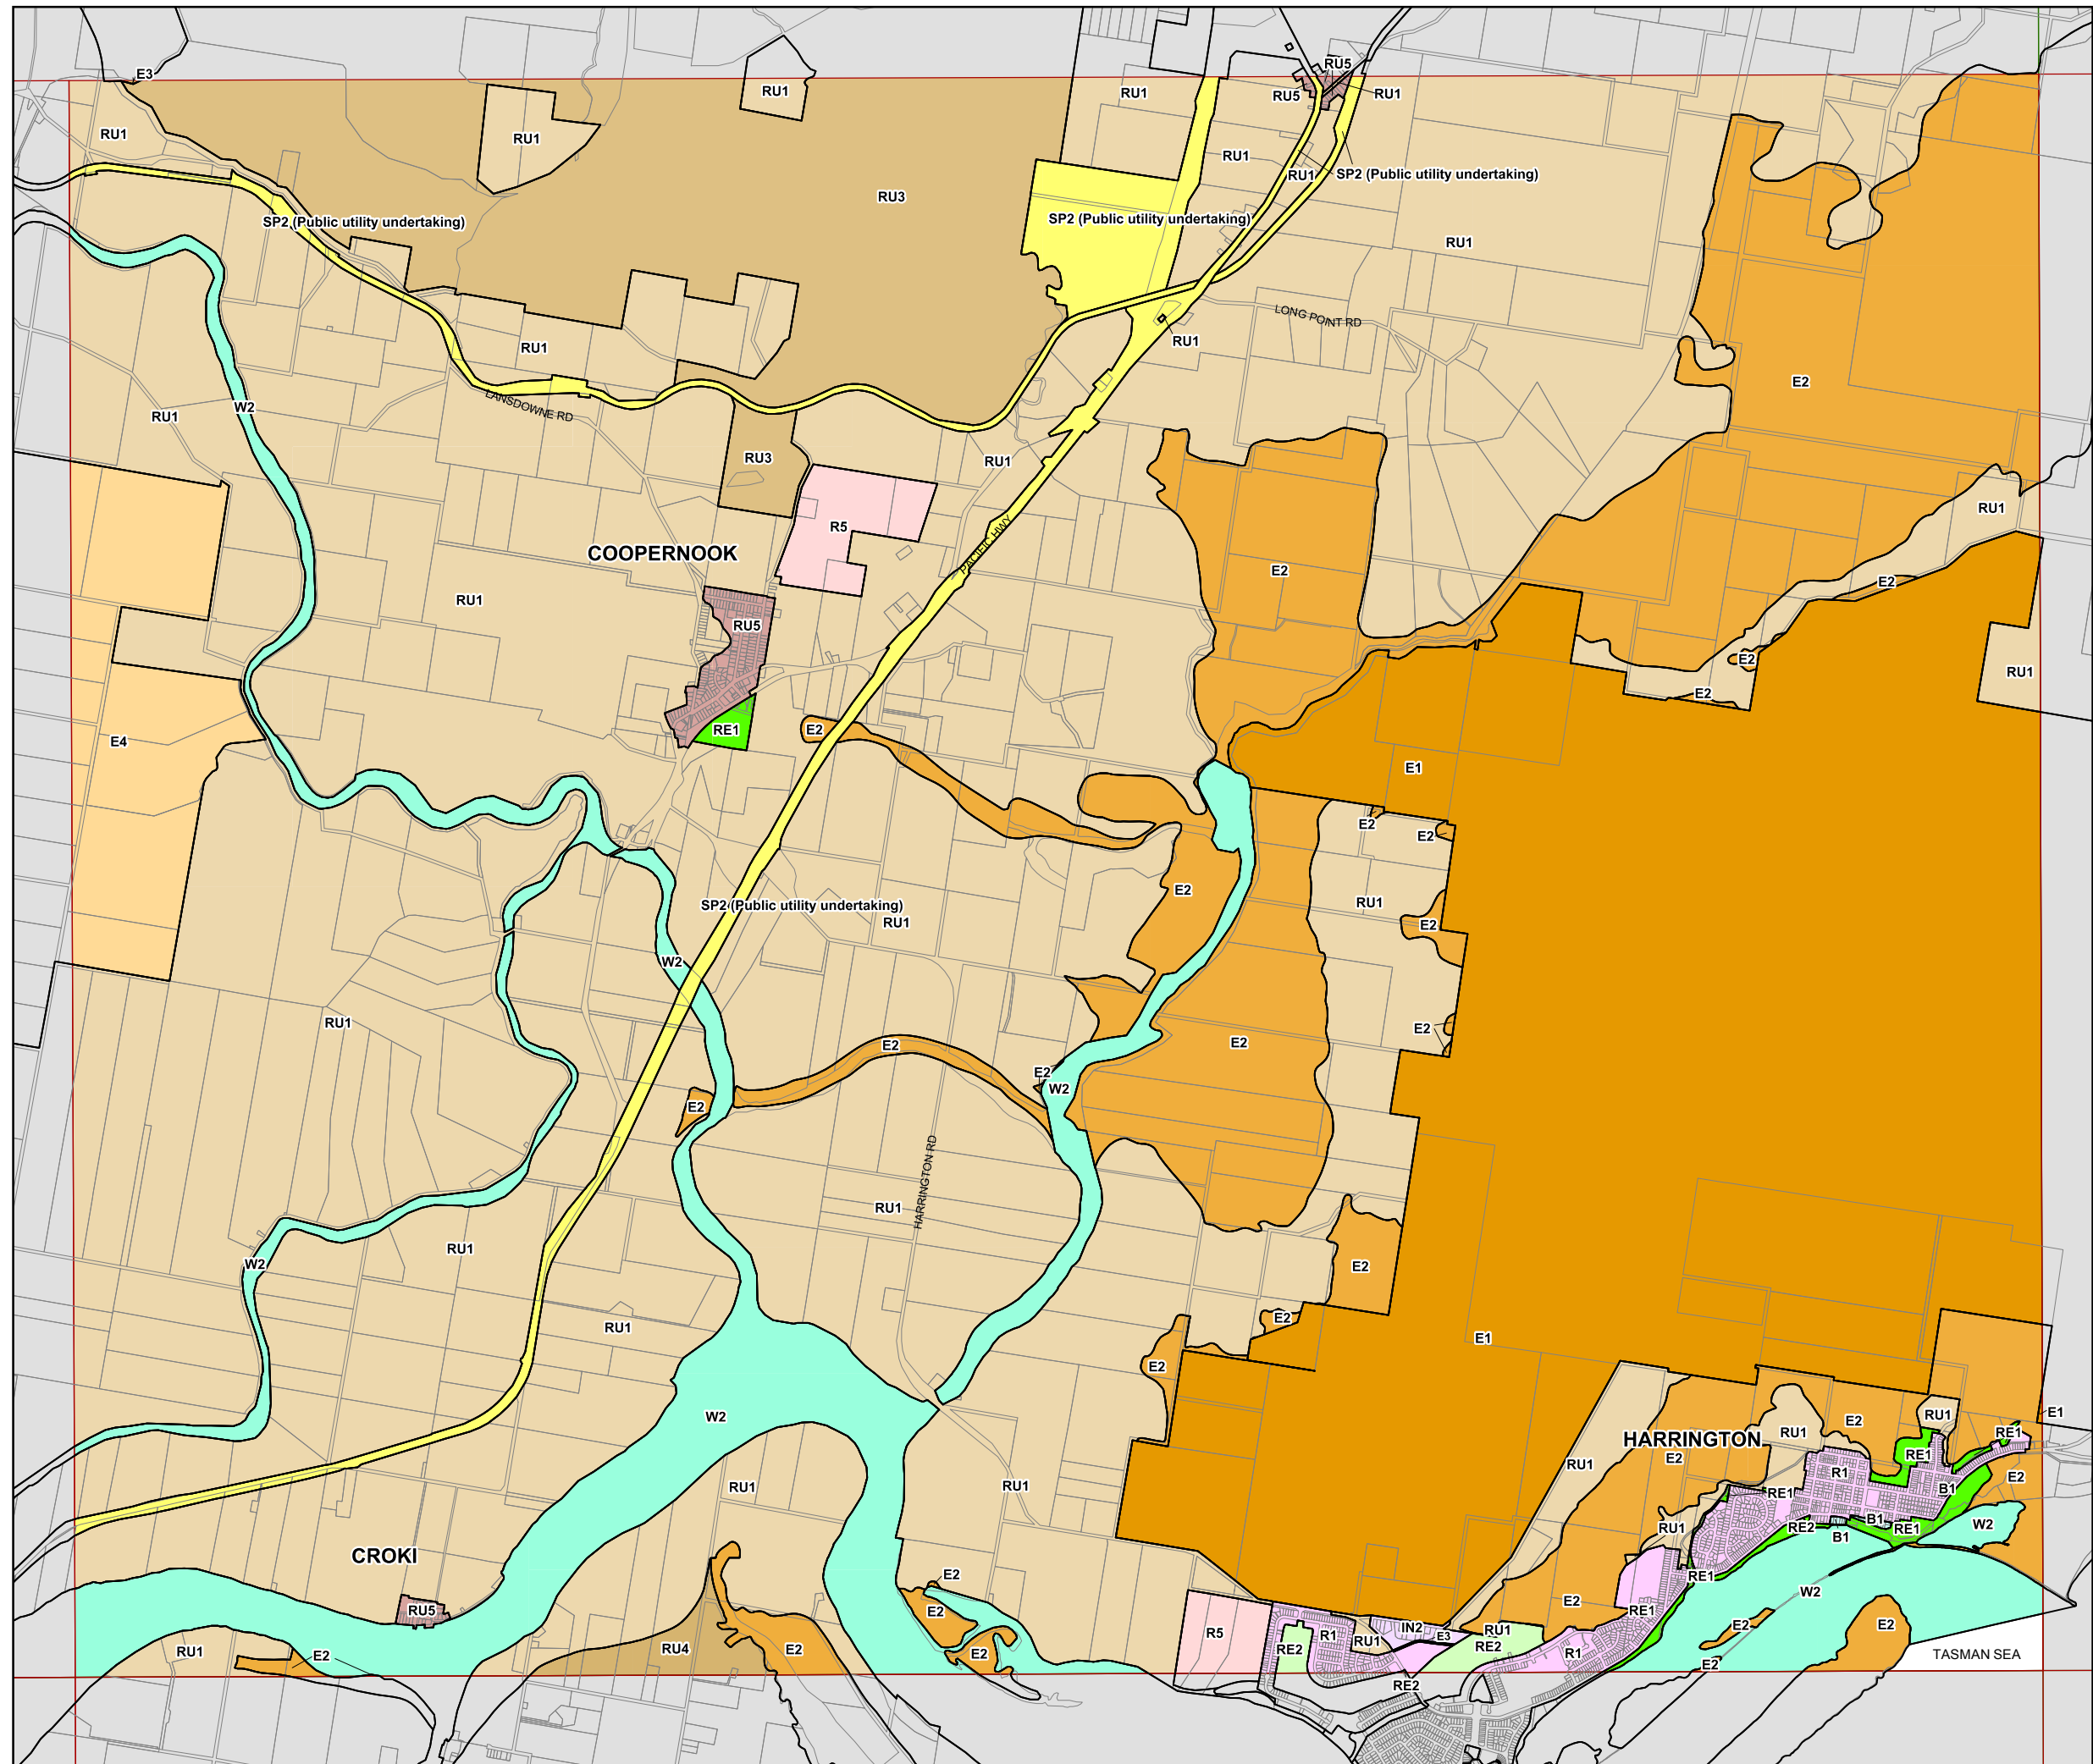 RU5
E3
RU1
RU1
RU5
RU1
RU1
RU1
RU1
RU1
SP2 (Public utility undertaking)
RU3
SP2 (Public utility undertaking)
SP2 (Public utility undertaking)
RU1
LONG POINT RD
RU1
RU1
E2
W2
LANSDOWNE RD
RU1
RU3
RU1
RU1
R5
PACIFIC HWY
COOPERNOOK
E2
E2
RU1
RU5
E2
RU1
E2
RE1
E2
E4
E1
E2
E2
E2
RU1
SP2 (Public utility undertaking)
RU1
E2
W2
RU1
E2
E2
E2
E2
W2
E2
HARRINGTON RD
RU1
RU1
W2
E2
E2
RU1
E1
E2
W2
E1
RU1
E2
RU1
RE1
HARRINGTON
E2
RE1
RU1
R1
E2
RU1
RU1
RE1
B1
B1
W2
RU1
RE2
RE1
B1
CROKI
E2
RE1
W2
RU5
E2
E2
RE1
E2
E2
IN2
RU1
R5
R1
E3
RU1
RE2
RE2
RU1
E2
RU4
E2
E2
R1
TASMAN SEA
E2
RE2